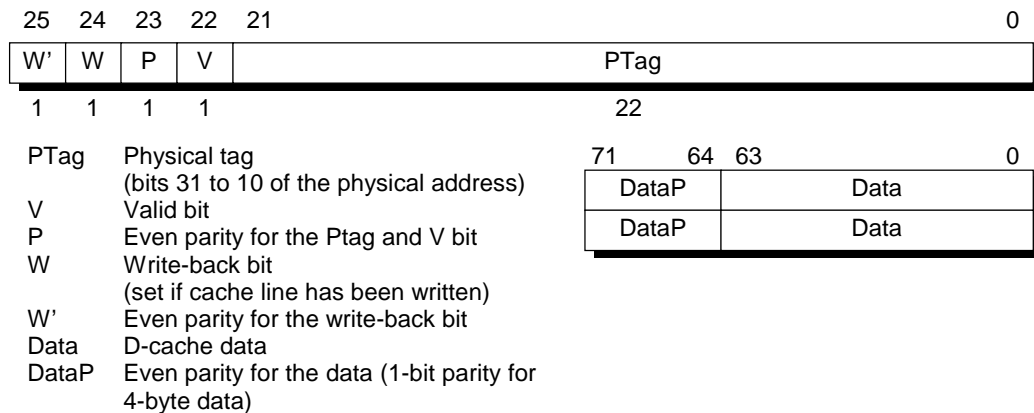 25 24 23 22 21 0
W’ W P V PTag
1 1 1 1 22
PTag Physical tag
(bits 31 to 10 of the physical address)
V Valid bit
P Even parity for the Ptag and V bit
W Write-back bit
(set if cache line has been written)
W’ Even parity for the write-back bit
Data D-cache data
DataP Even parity for the data (1-bit parity for
4-byte data)
71 64 63 0
DataP Data
DataP Data